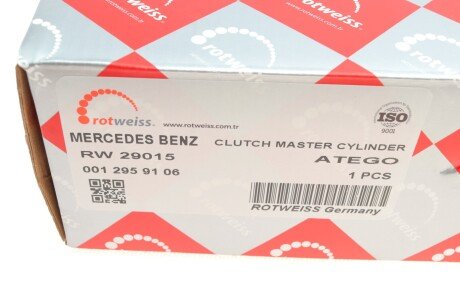 rotweiss
rotweiss® www.rotweiss.com.tr ISO
9001
MERCEDES BENZ CLUTCH MASTER CYLINDER
RW 29015 ATEGO
001 295 91 06 1 PCS
ROTWEISS Germany